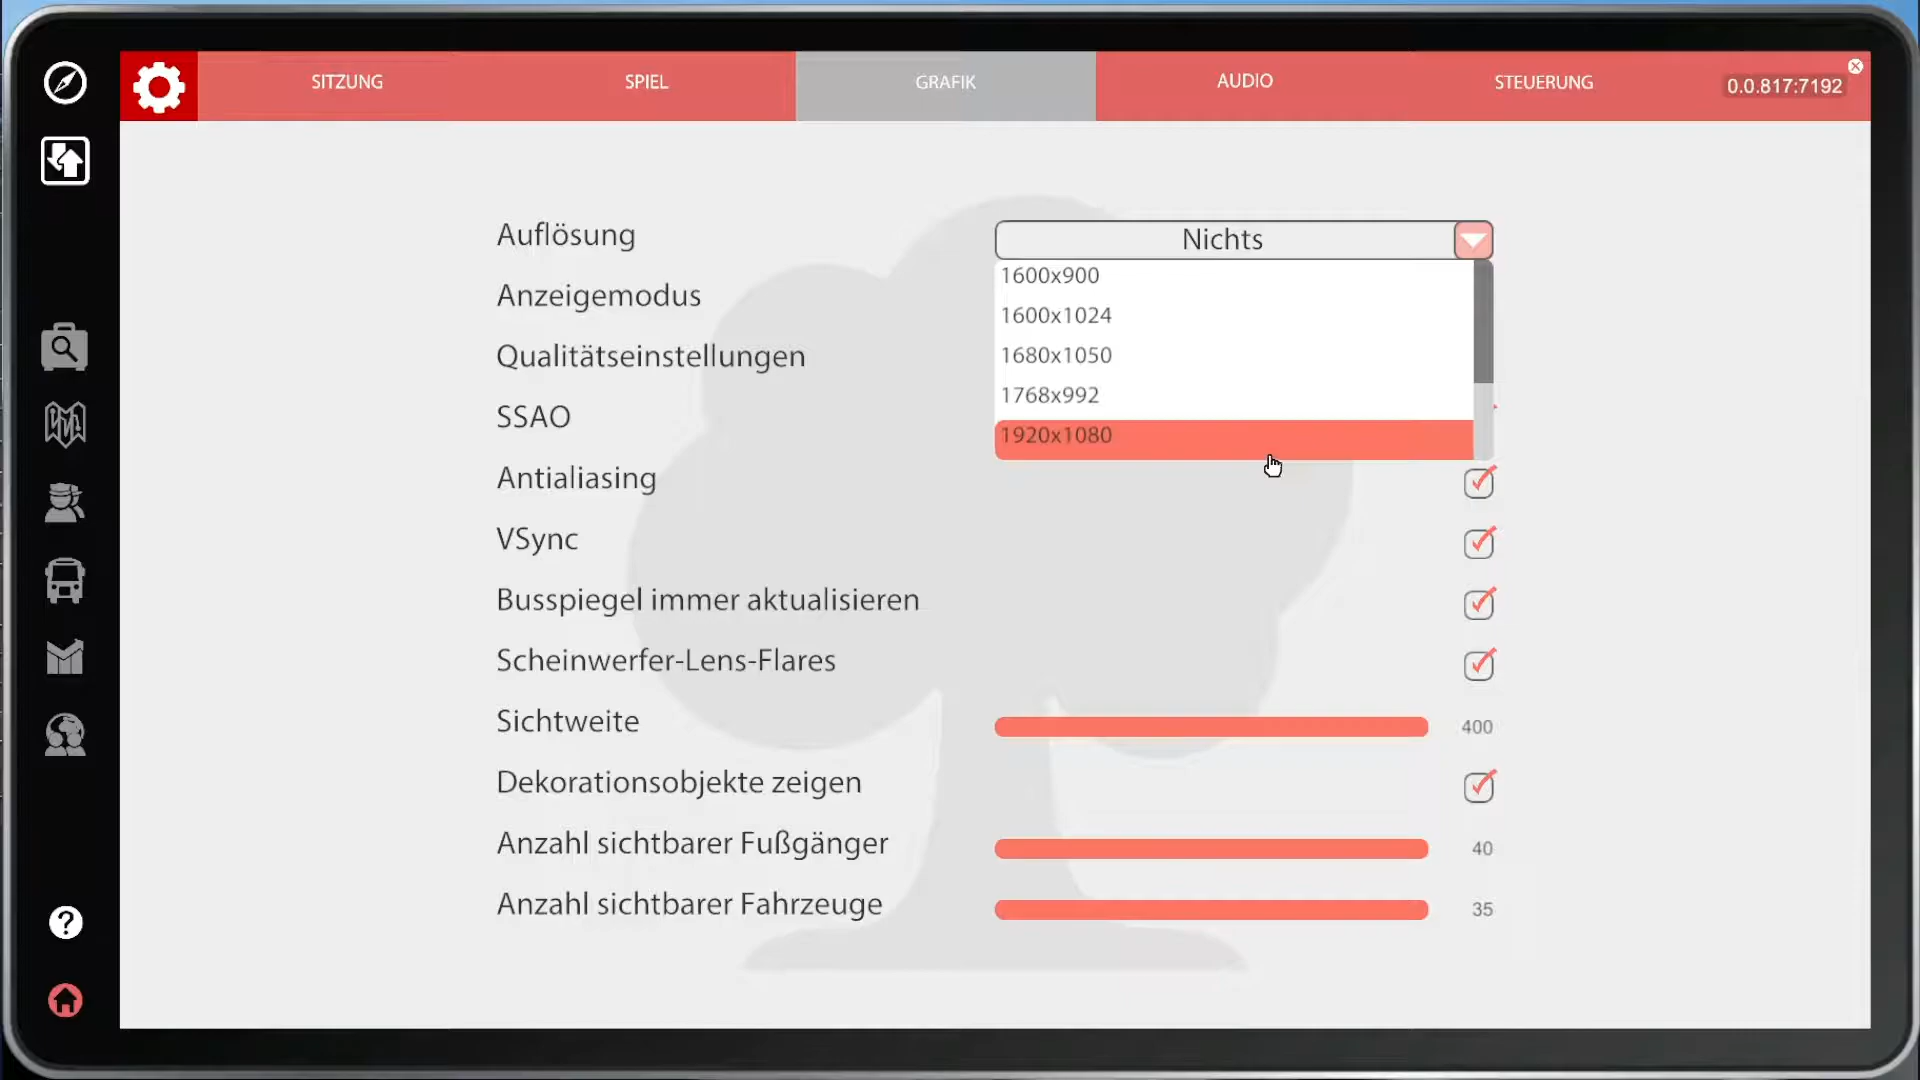 SITZUNG
SPIEL
GRAFIK
AUDIO
STEUERUNG
0.0.817:7192
Auflösung
Nichts
1600x900
Anzeigemodus
1600x1024
Qualitätseinstellungen
1680x1050
1768x992
SSAO
1920x1080
Antialiasing
VSync
Busspiegel immer aktualisieren
Scheinwerfer-Lens-Flares
Sichtweite 400
Dekorationsobjekte zeigen
Anzahl sichtbarer Fußgänger 40
Anzahl sichtbarer Fahrzeuge 35
?